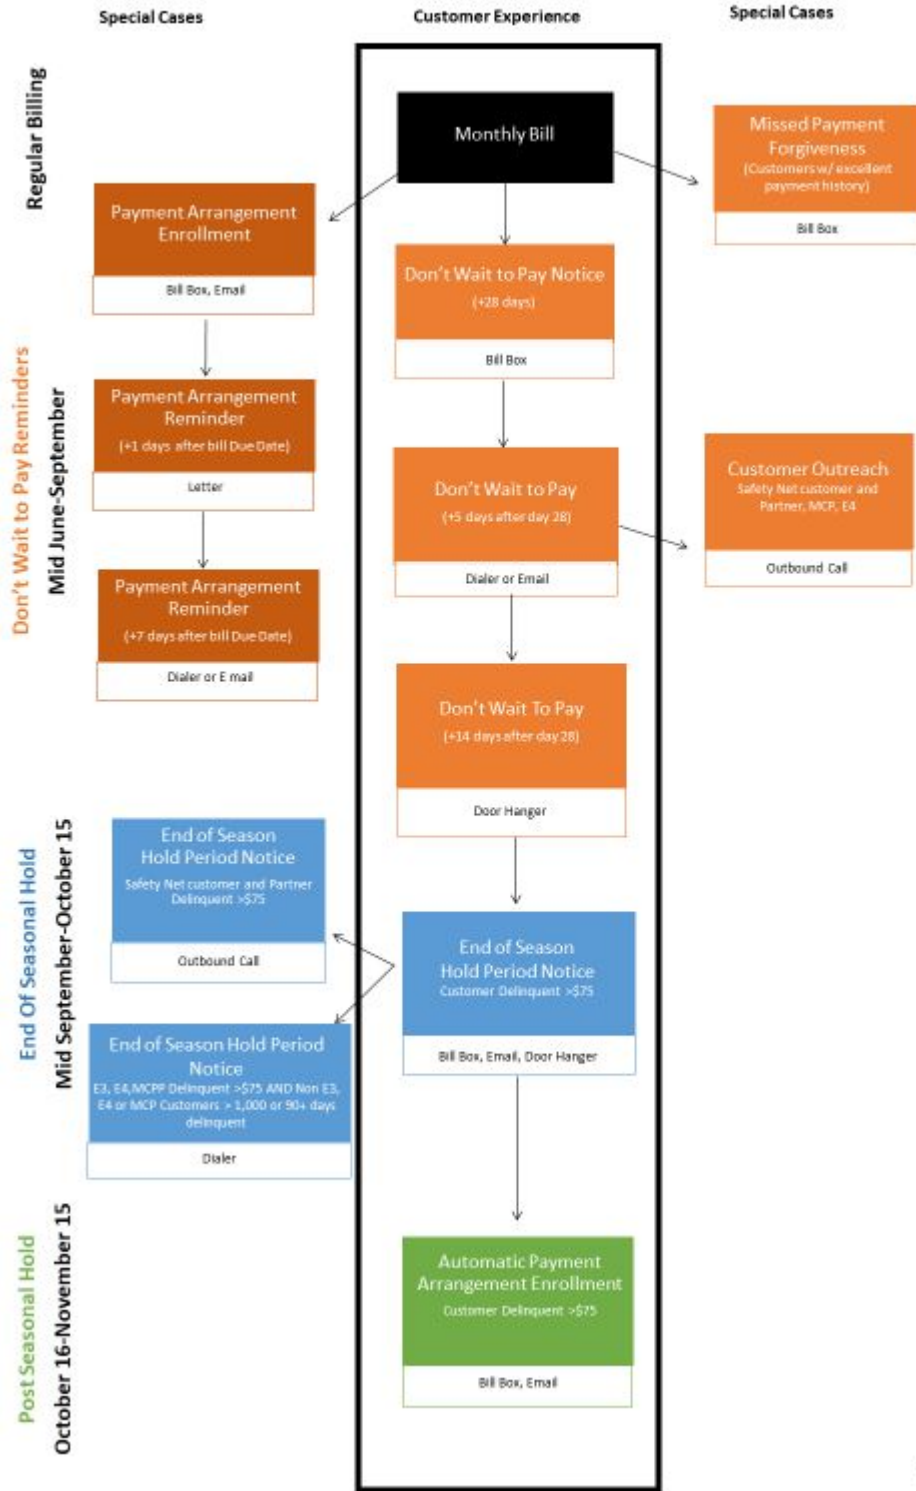 Special Cases
Customer Experience
Special Cases
Regular Billing
Monthly Bill
Missed Payment
Forgiveness
(Customers w/ excellent
payment history)
Bill Box
Payment Arrangement
Enrollment
Bill Box, Email
Don't Wait to Pay Notice
(+28 days)
Bill Box
Don't Wait to Pay Reminders
Mid June-September
Payment Arrangement
Reminder
(+1 days after bill Due Date)
Letter
Don't Wait to Pay
(+5 days after day 28)
Dialer or Email
Customer Outreach
Safety Net customer and
Partner, MCP, E4
Outbound Call
Payment Arrangement
Reminder
(+7 days after bill Due Date)
Dialer or E mail
Don't Wait To Pay
(+14 days after day 28)
Door Hanger
End Of Seasonal Hold
Mid September-October 15
End of Season
Hold Period Notice
Safety Net customer and Partner
Delinquent >$75
Outbound Call
End of Season
Hold Period Notice
Customer Delinquent >$75
Bill Box, Email, Door Hanger
End of Season Hold Period
Notice
E3, E4,MCPP Delinquent >$75 AND Non E3,
E4 or MCP Customers > 1,000 or 90+ days
delinquent
Dialer
Post Seasonal Hold
October 16-November 15
Automatic Payment
Arrangement Enrollment
Customer Delinquent >$75
Bill Box, Email